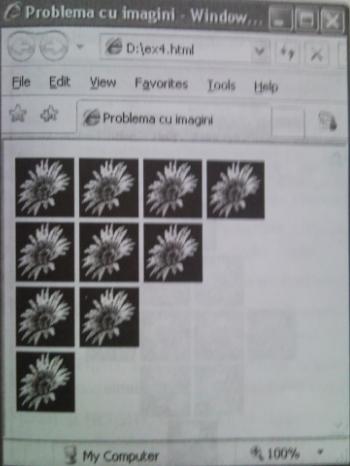 Problema cu imagini - Window...
D:\ex4.html
File Edit View Favorites Tools Help
Problema cu imagini
My Computer 100%